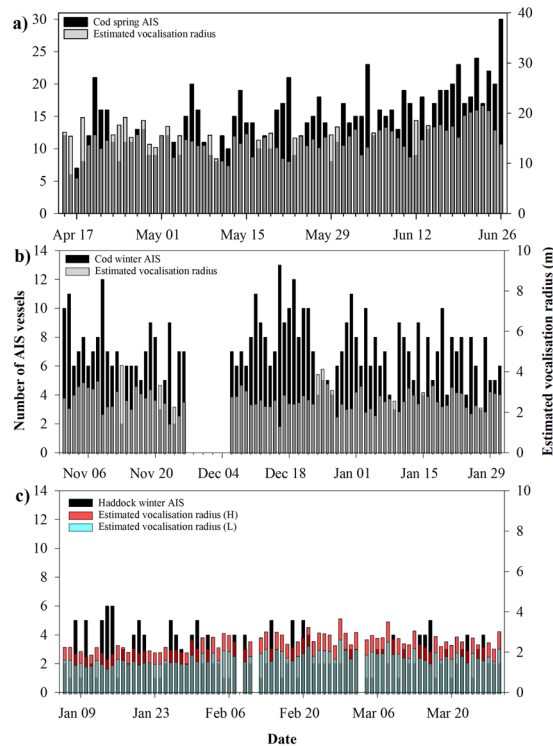 a)
Cod spring AIS
Estimated vocalisation radius
30
25
20
15
10
5
0
40
30
20
10
0
Apr 17 May 01 May 15 May 29 Jun 12 Jun 26
b)
Cod winter AIS
Estimated vocalisation radius
14
12
10
8
6
4
2
0
10
8
6
4
2
0
Number of AIS vessels
Estimated vocalisation radius (m)
Nov 06 Nov 20 Dec 04 Dec 18 Jan 01 Jan 15 Jan 29
c)
Haddock winter AIS
Estimated vocalisation radius (H)
Estimated vocalisation radius (L)
14
12
10
8
6
4
2
0
10
8
6
4
2
0
Jan 09 Jan 23 Feb 06 Feb 20 Mar 06 Mar 20
Date